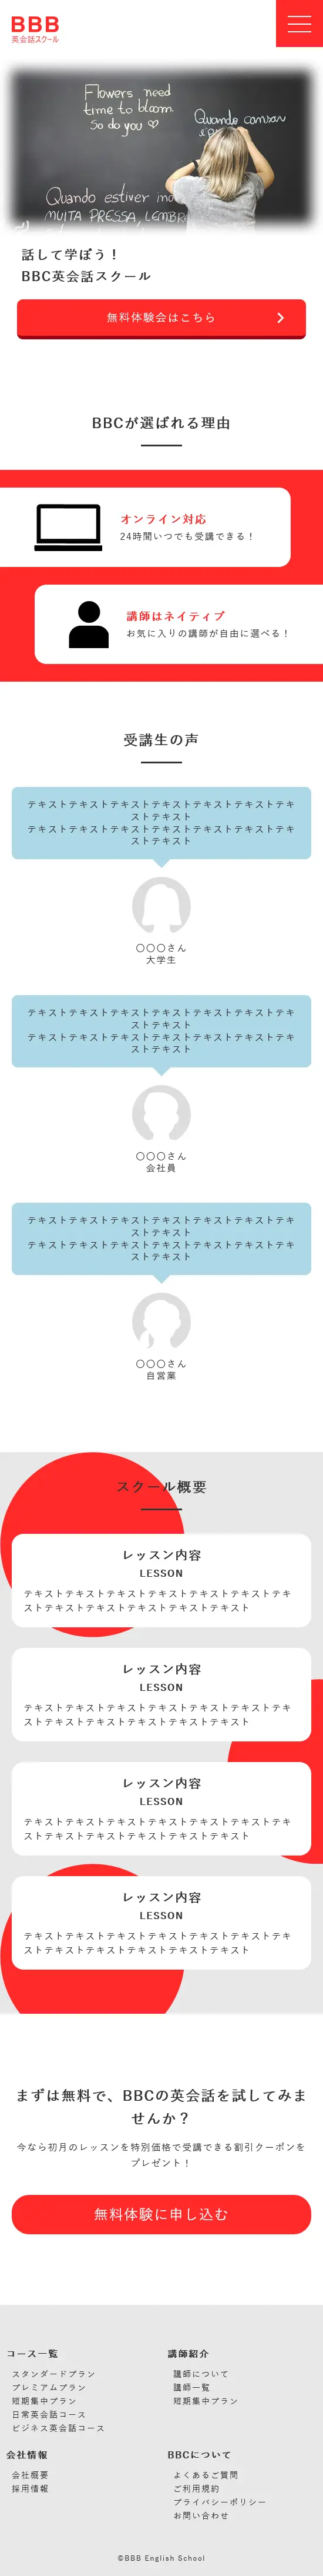 BBB
英会話スクール
Flowers need
time to bloom.
So do you ♡
Quando cansar
Quando estiver mu
MUITA PRESSA, LEMBR
話して学ぼう！
BBC英会話スクール
無料体験会はこちら
BBCが選ばれる理由
オンライン対応
24時間いつでも受講できる！
講師はネイティブ
お気に入りの講師が自由に選べる！
受講生の声
テキストテキストテキストテキストテキストテキストテキ
ストテキスト
テキストテキストテキストテキストテキストテキストテキ
ストテキスト
〇〇〇さん
大学生
テキストテキストテキストテキストテキストテキストテキ
ストテキスト
テキストテキストテキストテキストテキストテキストテキ
ストテキスト
〇〇〇さん
会社員
テキストテキストテキストテキストテキストテキストテキ
ストテキスト
テキストテキストテキストテキストテキストテキストテキ
ストテキスト
〇〇〇さん
自営業
スクール概要
レッスン内容
LESSON
テキストテキストテキストテキストテキストテキストテキ
ストテキストテキストテキストテキストテキスト
レッスン内容
LESSON
テキストテキストテキストテキストテキストテキストテキ
ストテキストテキストテキストテキストテキスト
レッスン内容
LESSON
テキストテキストテキストテキストテキストテキストテキ
ストテキストテキストテキストテキストテキスト
レッスン内容
LESSON
テキストテキストテキストテキストテキストテキストテキ
ストテキストテキストテキストテキストテキスト
まずは無料で、BBCの英会話を試してみま
せんか？
今なら初月のレッスンを特別価格で受講できる割引クーポンを
プレゼント！
無料体験に申し込む
コース一覧
スタンダードプラン
プレミアムプラン
短期集中プラン
日常英会話コース
ビジネス英会話コース
講師紹介
講師について
講師一覧
短期集中プラン
会社情報
会社概要
採用情報
BBCについて
よくあるご質問
ご利用規約
プライバシーポリシー
お問い合わせ
©BBB English School